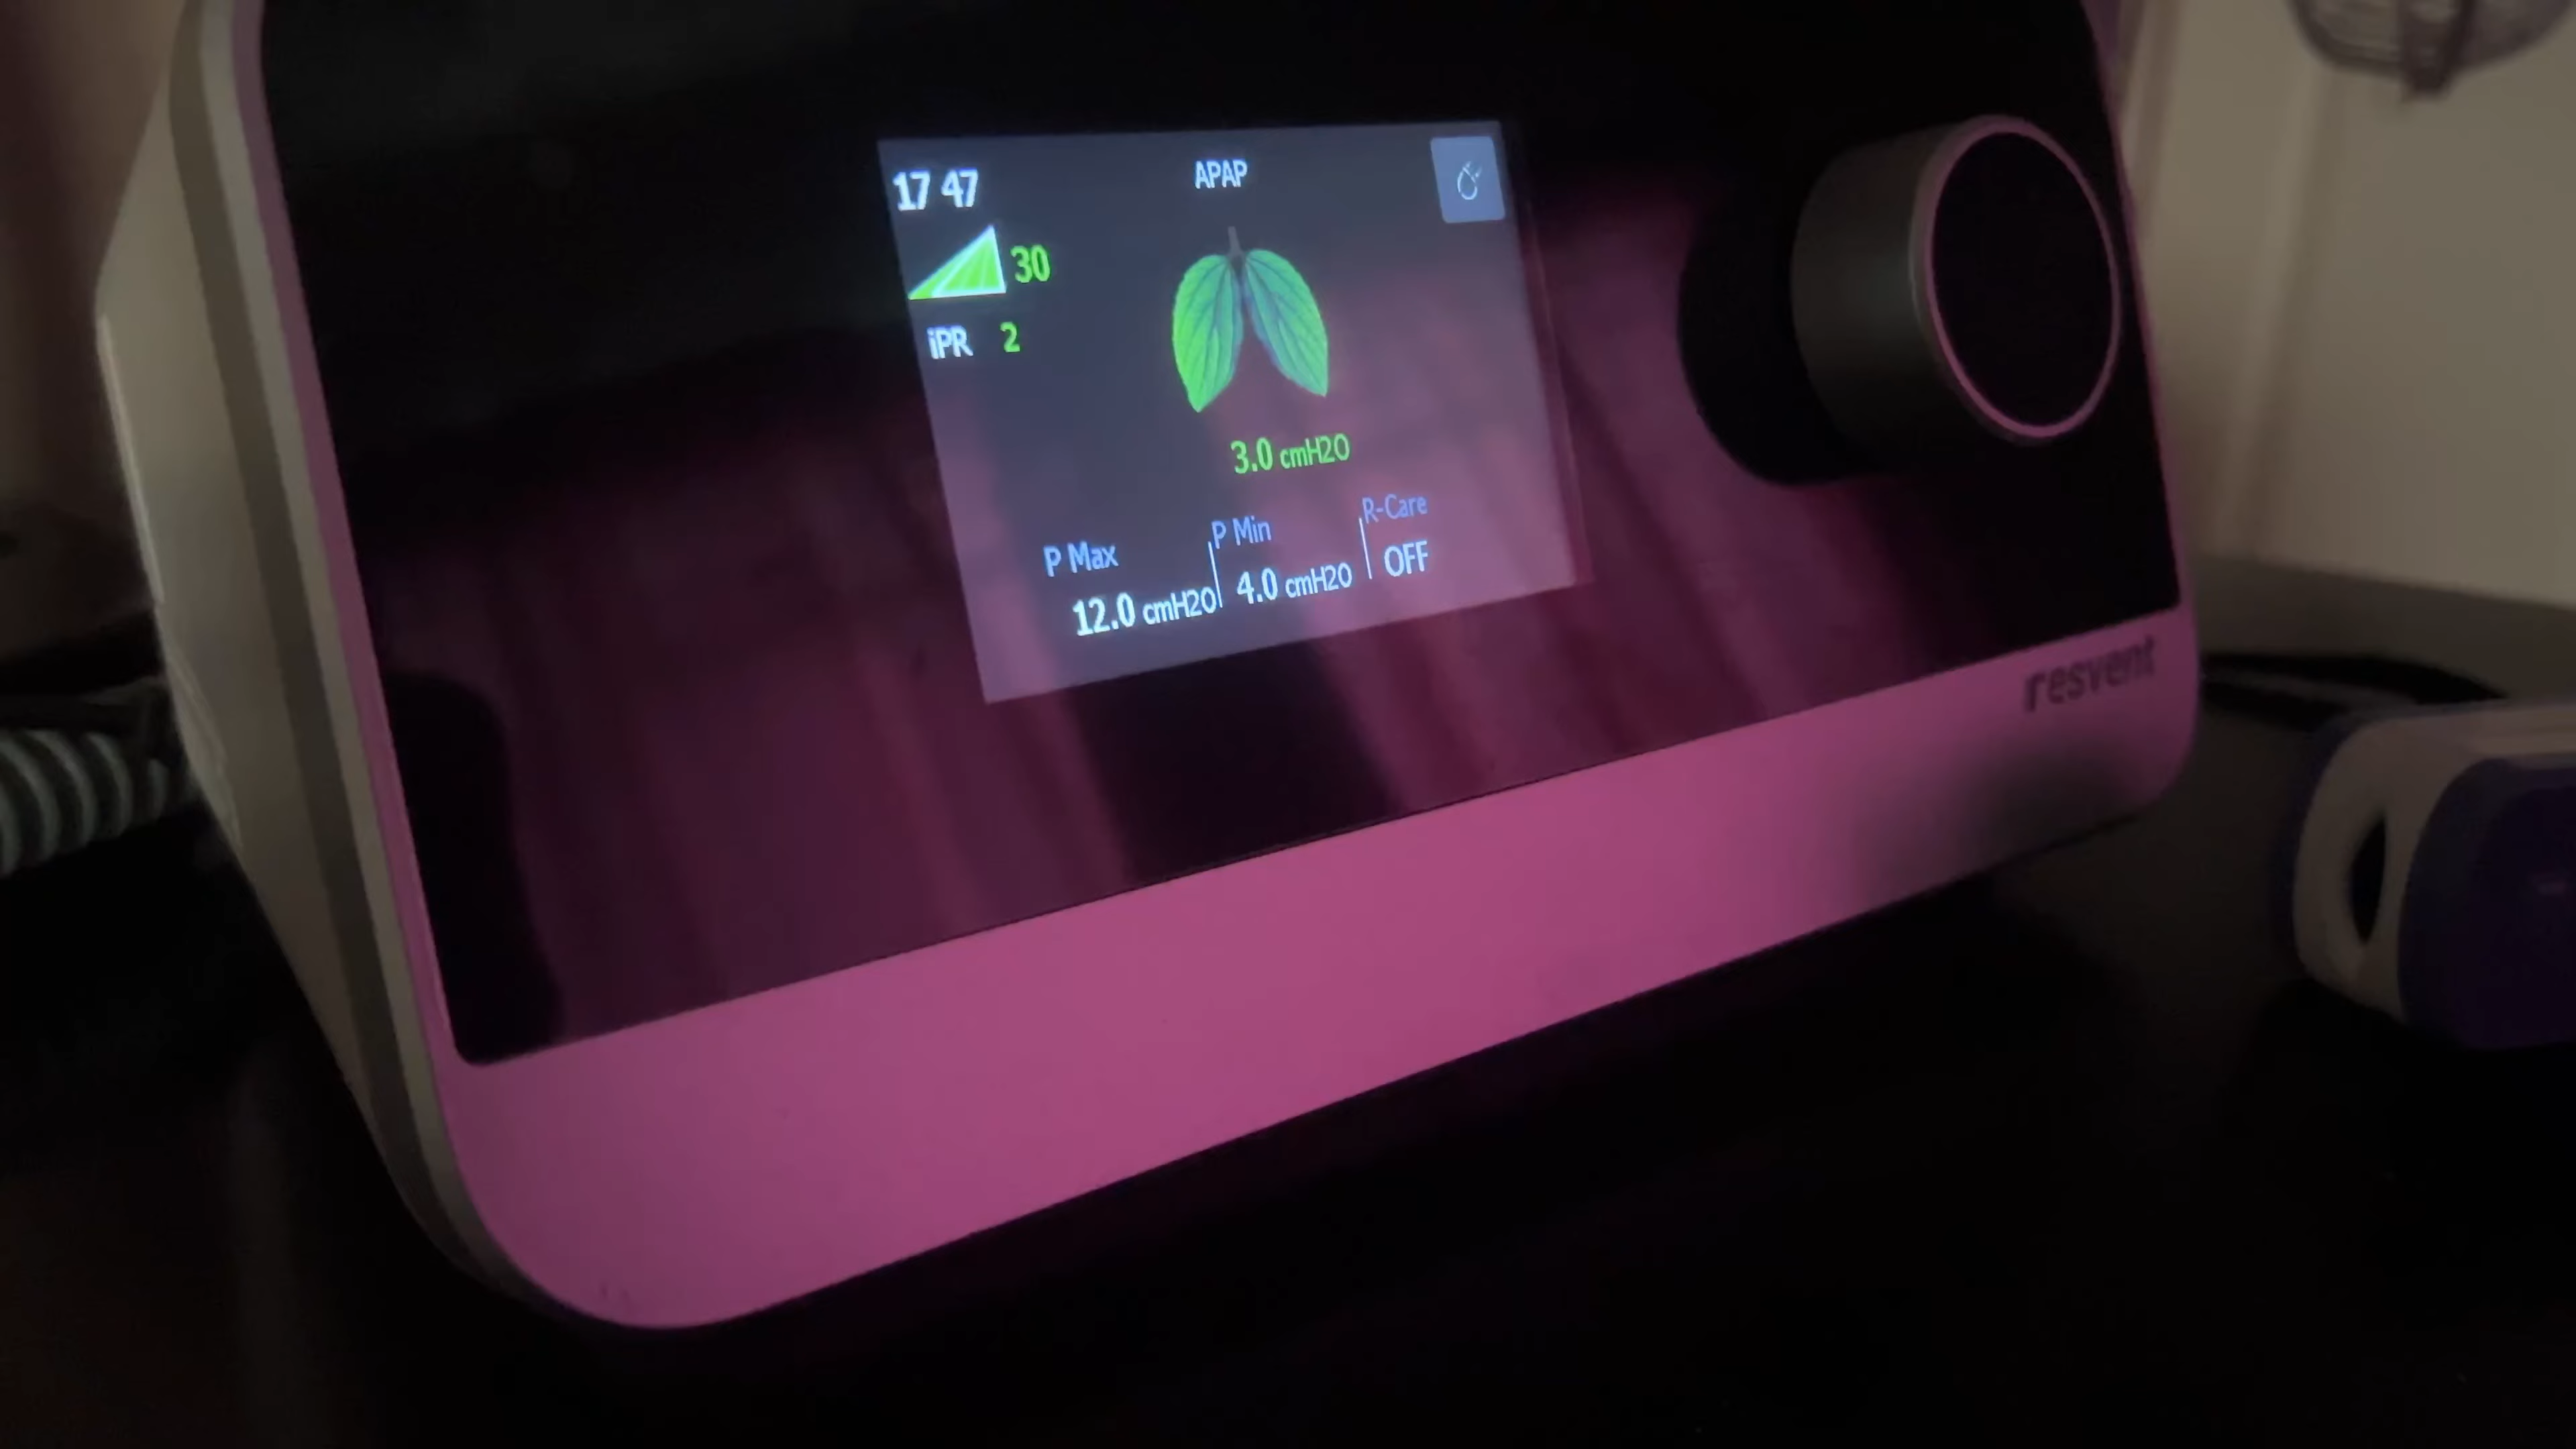 17 47
APAP
30
iPR 2
3.0 cmH2O
P Max
P Min
R-Care
12.0 cmH2O
4.0 cmH2O
OFF
resvent